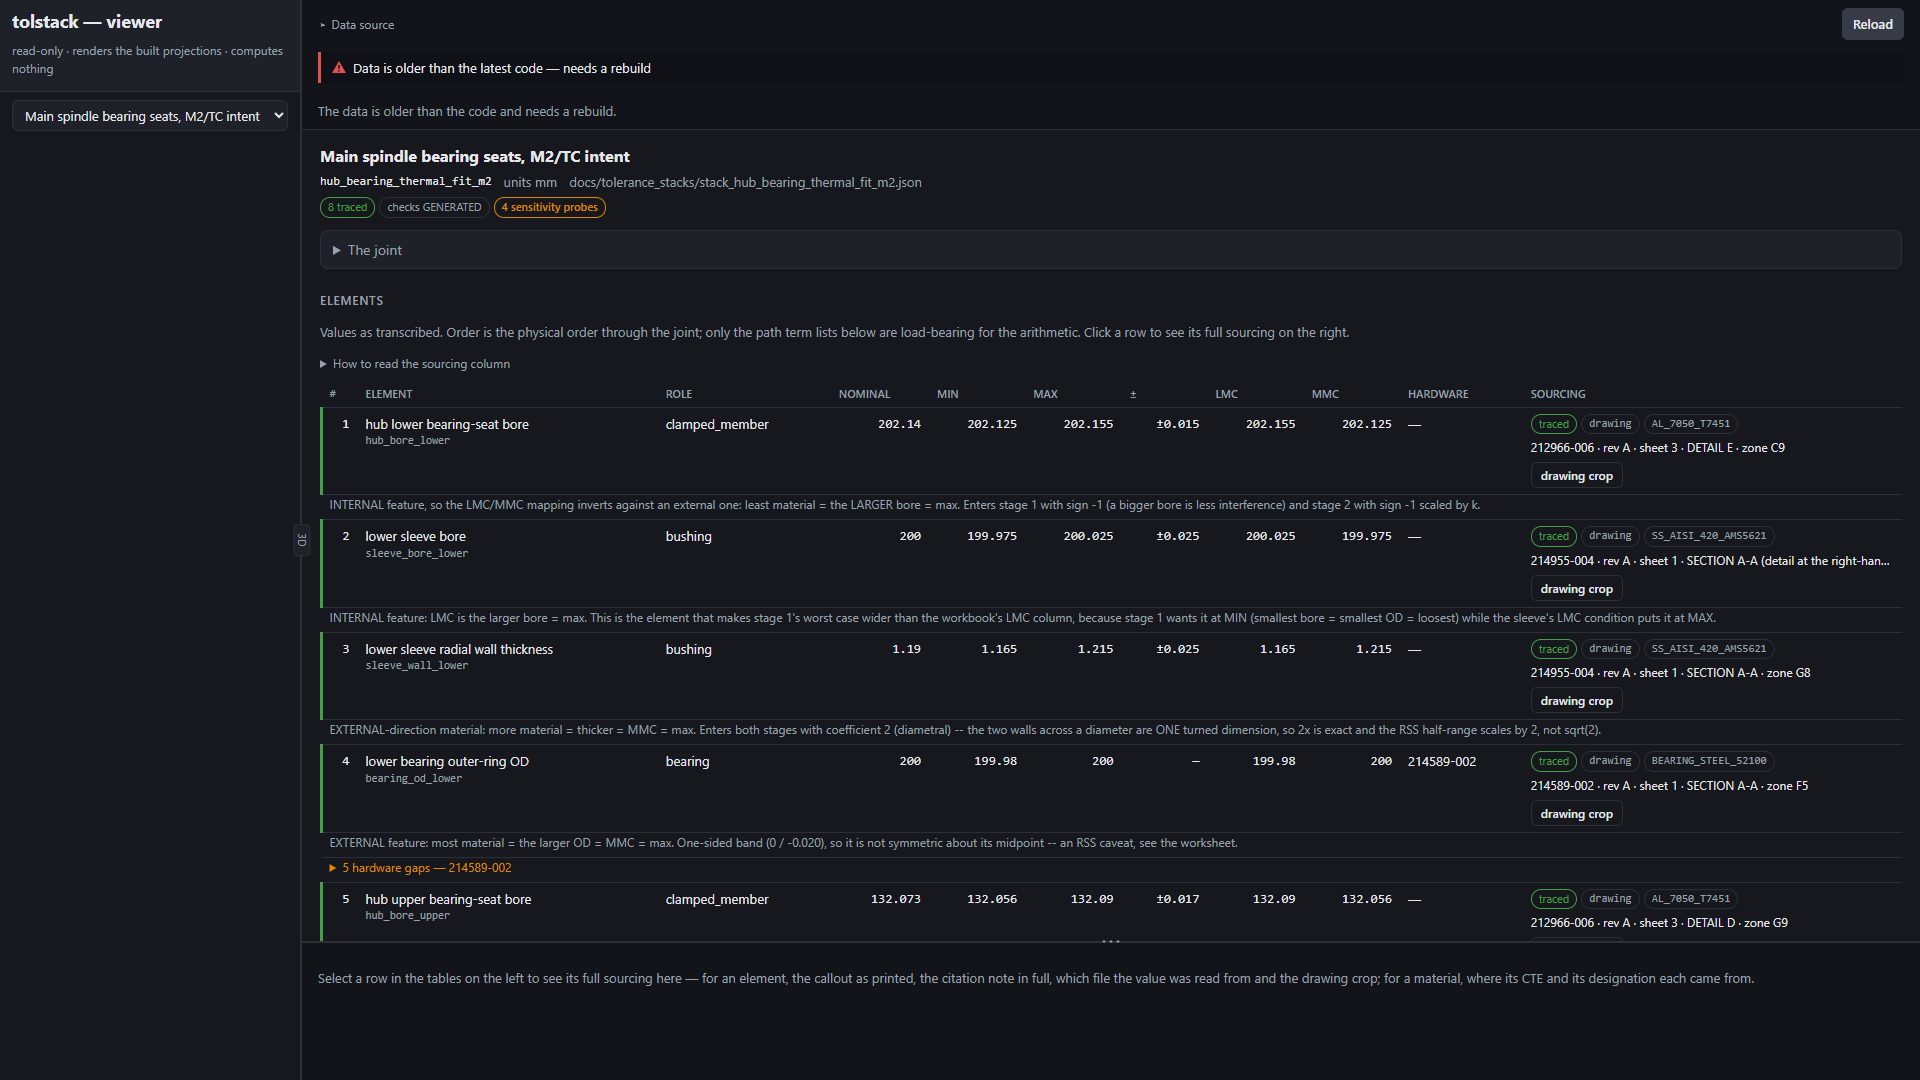 tolstack — viewer
read-only · renders the built projections · computes
nothing
Main spindle bearing seats, M2/TC intent
Data source
Reload
Data is older than the latest code — needs a rebuild
The data is older than the code and needs a rebuild.
Main spindle bearing seats, M2/TC intent
hub_bearing_thermal_fit_m2 units mm docs/tolerance_stacks/stack_hub_bearing_thermal_fit_m2.json
8 traced checks GENERATED 4 sensitivity probes
The joint
ELEMENTS
Values as transcribed. Order is the physical order through the joint; only the path term lists below are load-bearing for the arithmetic. Click a row to see its full sourcing on the right.
How to read the sourcing column
# ELEMENT ROLE NOMINAL MIN MAX ± LMC MMC HARDWARE SOURCING
1 hub lower bearing-seat bore clamped_member 202.14 202.125 202.155 ±0.015 202.155 202.125 — traced drawing AL_7050_T7451
hub_bore_lower
212966-006 · rev A · sheet 3 · DETAIL E · zone C9
drawing crop
INTERNAL feature, so the LMC/MMC mapping inverts against an external one: least material = the LARGER bore = max. Enters stage 1 with sign -1 (a bigger bore is less interference) and stage 2 with sign -1 scaled by k.
2 lower sleeve bore bushing 200 199.975 200.025 ±0.025 200.025 199.975 — traced drawing SS_AISI_420_AMS5621
sleeve_bore_lower
214955-004 · rev A · sheet 1 · SECTION A-A (detail at the right-han...
drawing crop
3D
INTERNAL feature: LMC is the larger bore = max. This is the element that makes stage 1's worst case wider than the workbook's LMC column, because stage 1 wants it at MIN (smallest bore = smallest OD = loosest) while the sleeve's LMC condition puts it at MAX.
3 lower sleeve radial wall thickness bushing 1.19 1.165 1.215 ±0.025 1.165 1.215 — traced drawing SS_AISI_420_AMS5621
sleeve_wall_lower
214955-004 · rev A · sheet 1 · SECTION A-A · zone G8
drawing crop
EXTERNAL-direction material: more material = thicker = MMC = max. Enters both stages with coefficient 2 (diametral) -- the two walls across a diameter are ONE turned dimension, so 2x is exact and the RSS half-range scales by 2, not sqrt(2).
4 lower bearing outer-ring OD bearing 200 199.98 200 — 199.98 200 214589-002 traced drawing BEARING_STEEL_52100
bearing_od_lower
214589-002 · rev A · sheet 1 · SECTION A-A · zone F5
drawing crop
EXTERNAL feature: most material = the larger OD = MMC = max. One-sided band (0 / -0.020), so it is not symmetric about its midpoint -- an RSS caveat, see the worksheet.
5 hardware gaps — 214589-002
5 hub upper bearing-seat bore clamped_member 132.073 132.056 132.09 ±0.017 132.09 132.056 — traced drawing AL_7050_T7451
hub_bore_upper
212966-006 · rev A · sheet 3 · DETAIL D · zone G9
Select a row in the tables on the left to see its full sourcing here — for an element, the callout as printed, the citation note in full, which file the value was read from and the drawing crop; for a material, where its CTE and its designation each came from.